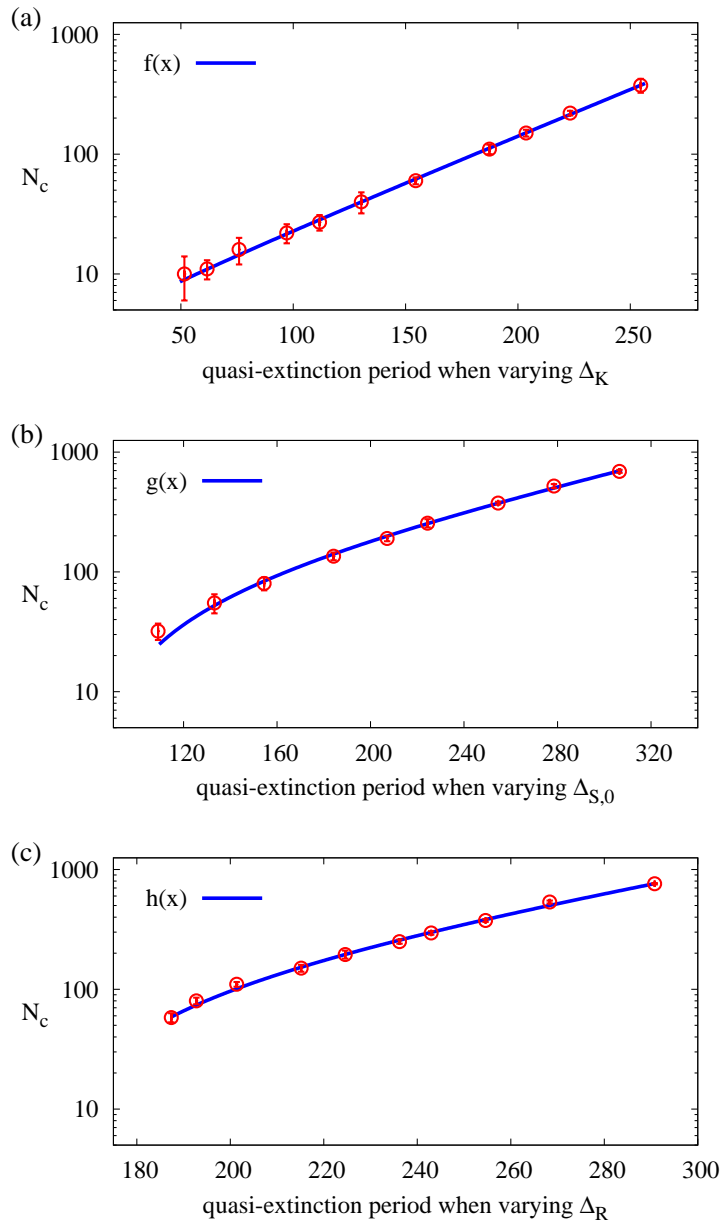 (a)
1000
f(x)
100
N_c
10
50 100 150 200 250
quasi-extinction period when varying Δ_K
(b)
1000
g(x)
100
N_c
10
120 160 200 240 280 320
quasi-extinction period when varying Δ_S,0
(c)
1000
h(x)
100
N_c
10
180 200 220 240 260 280 300
quasi-extinction period when varying Δ_R